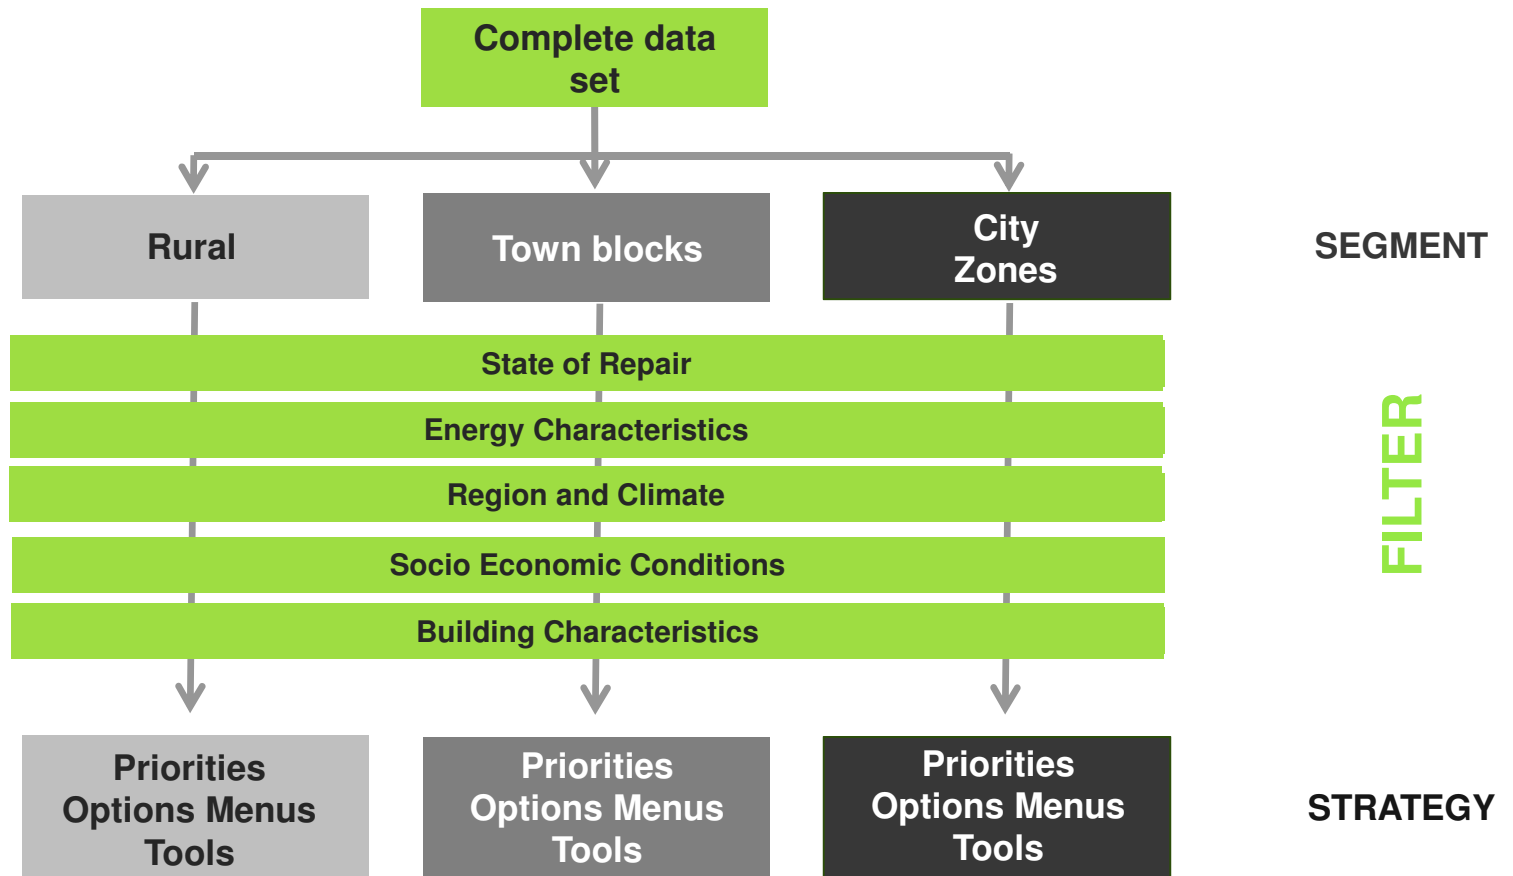 Complete data
set
Rural
Town blocks
City
Zones
SEGMENT
State of Repair
Energy Characteristics
Region and Climate
Socio Economic Conditions
Building Characteristics
FILTER
Priorities
Options Menus
Tools
Priorities
Options Menus
Tools
Priorities
Options Menus
Tools
STRATEGY